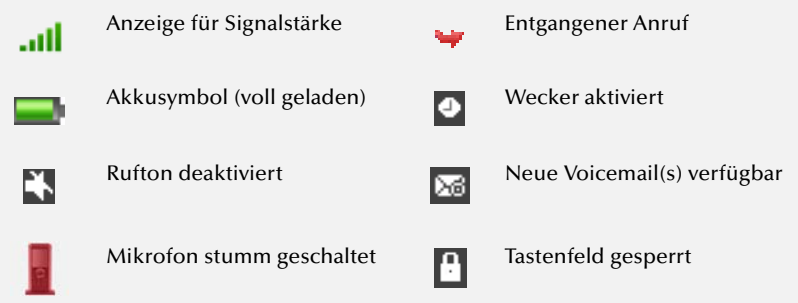 Anzeige für Signalstärke
Entgangener Anruf
Akkusymbol (voll geladen)
Wecker aktiviert
Rufton deaktiviert
Neue Voicemail(s) verfügbar
Mikrofon stumm geschaltet
Tastenfeld gesperrt